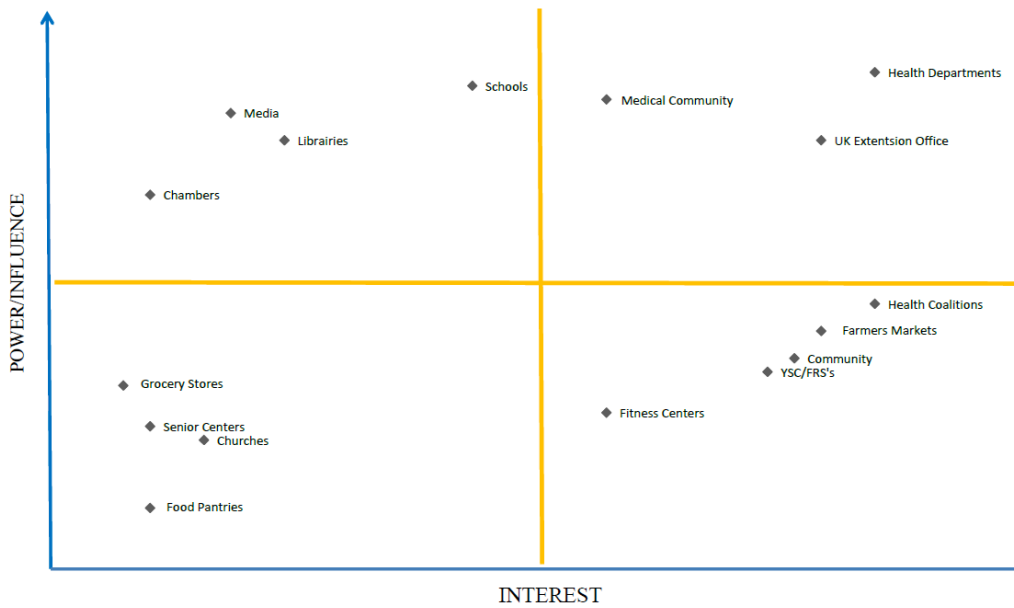 Health Departments
Schools
Medical Community
Media
Librairies
UK Extentsion Office
Chambers
POWER/INFLUENCE
Health Coalitions
Farmers Markets
Community
YSC/FRS's
Grocery Stores
Fitness Centers
Senior Centers
Churches
Food Pantries
INTEREST